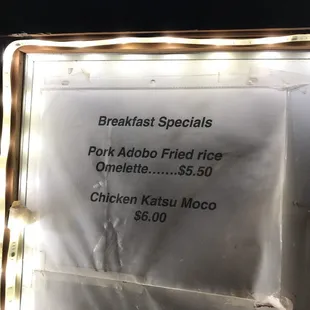 Breakfast Specials
Pork Adobo Fried rice
Omelette.......$5.50
Chicken Katsu Moco
$6.00